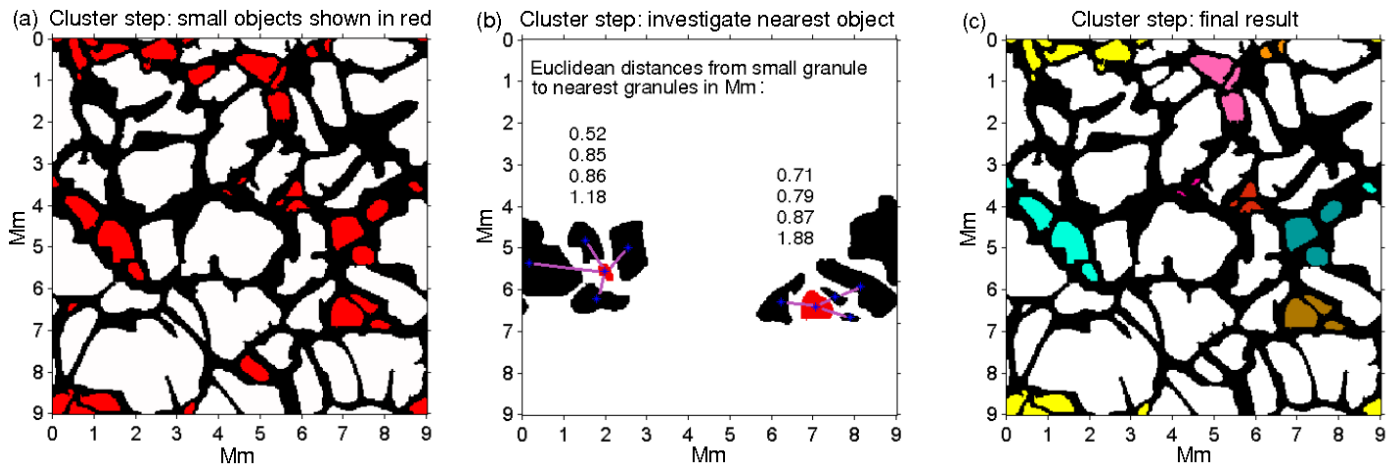 (a) Cluster step: small objects shown in red
0
1
2
3
4
5
6
7
8
9
Mm
0 1 2 3 4 5 6 7 8 9
Mm
(b) Cluster step: investigate nearest object
0
1
2
3
4
5
6
7
8
9
Mm
Euclidean distances from small granule
to nearest granules in Mm:
0.52
0.85
0.86
1.18
0.71
0.79
0.87
1.88
0 1 2 3 4 5 6 7 8 9
Mm
(c) Cluster step: final result
0
1
2
3
4
5
6
7
8
9
Mm
0 1 2 3 4 5 6 7 8 9
Mm